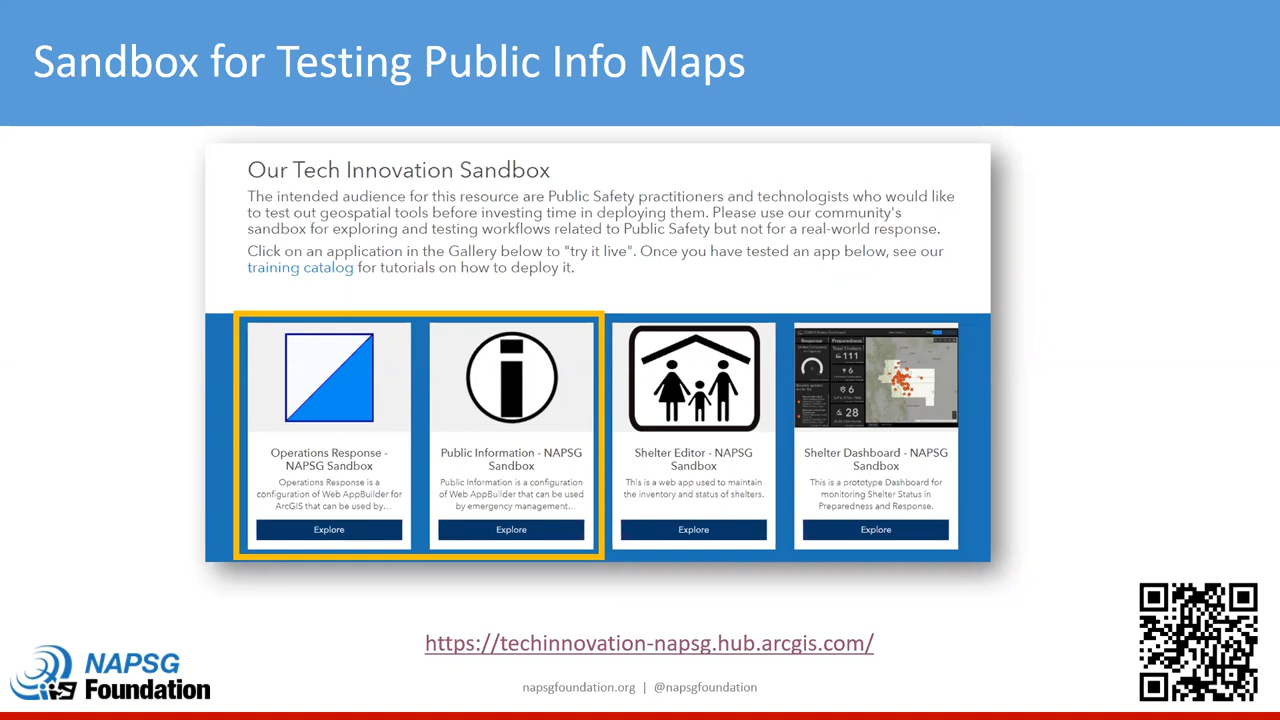 Sandbox for Testing Public Info Maps
Our Tech Innovation Sandbox
The intended audience for this resource are Public Safety practitioners and technologists who would like
to test out geospatial tools before investing time in deploying them. Please use our community's
sandbox for exploring and testing workflows related to Public Safety but not for a real-world response.
Click on an application in the Gallery below to "try it live". Once you have tested an app below, see our
training catalog for tutorials on how to deploy it.
Operations Response -
NAPSG Sandbox
Operations Response is a
configuration of Web AppBuilder for
ArcGIS that can be used by...
Explore
Public Information - NAPSG
Sandbox
Public Information is a configuration
of Web AppBuilder that can be used
by emergency management...
Explore
Shelter Editor - NAPSG
Sandbox
This is a web app used to maintain
the inventory and status of shelters.
Explore
Response
Preparedness
Total Shelters
111
6
6
28
Shelter Dashboard - NAPSG
Sandbox
This is a prototype Dashboard for
monitoring Shelter Status in
Preparedness and Response.
Explore
https://techinnovation-napsg.hub.arcgis.com/
NAPSG
Foundation
napsgfoundation.org | @napsgfoundation